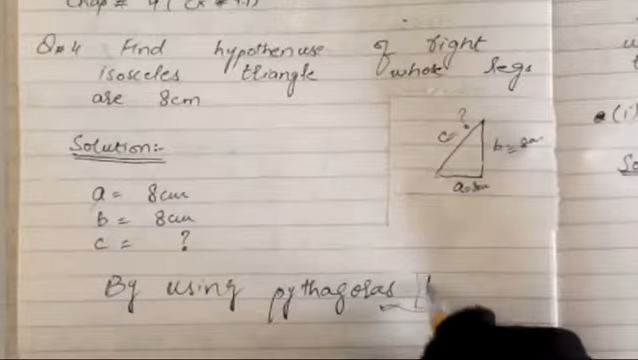 Q#4 Find hypothenuse of right
isosceles triangle whose legs
are 8cm
Solution:-
c= ?
b= 8cm
a=8cm
a = 8cm
b = 8cm
c = ?
By using pythagoras
(i)